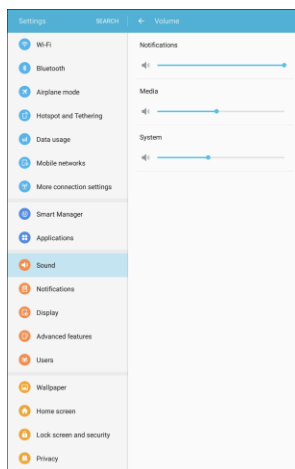 Settings
SEARCH
Volume
Wi-Fi
Bluetooth
Airplane mode
Hotspot and Tethering
Data usage
Mobile networks
More connection settings
Smart Manager
Applications
Sound
Notifications
Display
Advanced features
Users
Wallpaper
Home screen
Lock screen and security
Privacy
Notifications
Media
System